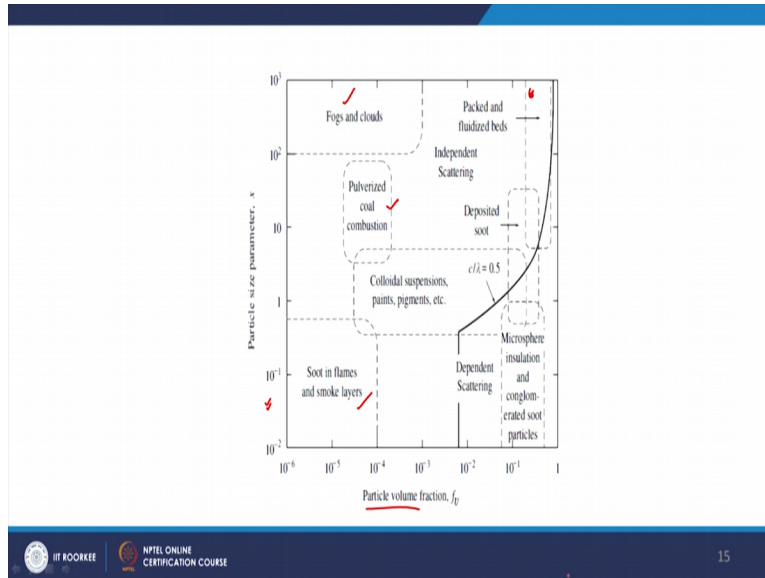 10³
Fogs and clouds
Packed and
fluidized beds
Independent
Scattering
10²
Pulverized
coal
combustion
Deposited
soot
10
Colloidal suspensions,
paints, pigments, etc.
c/λ = 0.5
1
Particle size parameter, x
Microsphere
insulation
and
conglom-
erated soot
particles
Dependent
Scattering
Soot in flames
and smoke layers
10⁻¹
10⁻²
10⁻⁶ 10⁻⁵ 10⁻⁴ 10⁻³ 10⁻² 10⁻¹ 1
Particle volume fraction, fᵥ
IIT ROORKEE
NPTEL ONLINE
CERTIFICATION COURSE
NPTEL
15